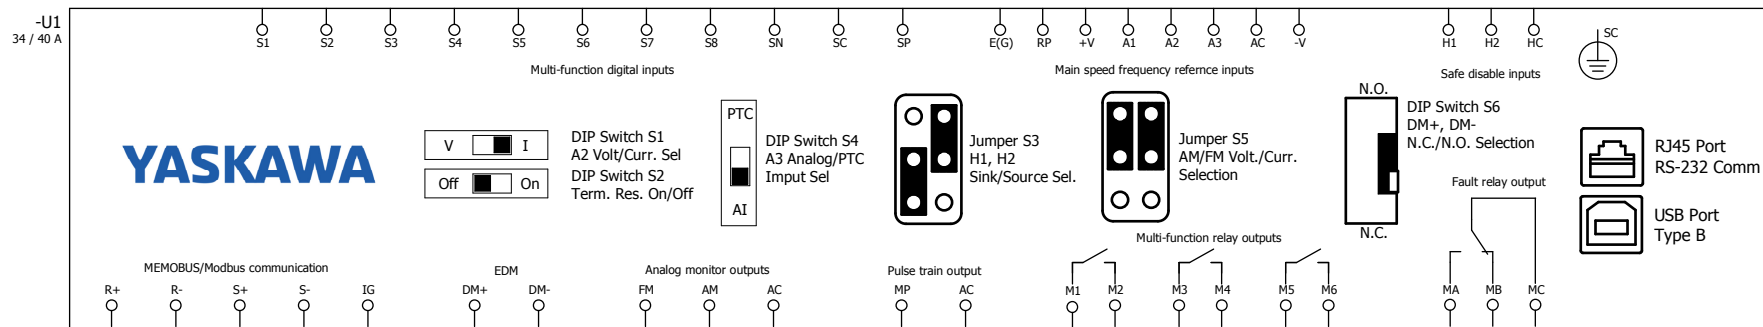 -U1
34 / 40 A
S1 S2 S3 S4 S5 S6 S7 S8 SN SC SP E(G) RP +V A1 A2 A3 AC -V H1 H2 HC
SC
Multi-function digital inputs
Main speed frequency refernce inputs
Safe disable inputs
YASKAWA
V I
DIP Switch S1
A2 Volt/Curr. Sel
Off On
DIP Switch S2
Term. Res. On/Off
PTC
AI
DIP Switch S4
A3 Analog/PTC
Imput Sel
Jumper S3
H1, H2
Sink/Source Sel.
Jumper S5
AM/FM Volt./Curr.
Selection
N.O.
N.C.
DIP Switch S6
DM+, DM-
N.C./N.O. Selection
Fault relay output
RJ45 Port
RS-232 Comm
USB Port
Type B
Multi-function relay outputs
MEMOBUS/Modbus communication
EDM
Analog monitor outputs
Pulse train output
R+ R- S+ S- IG DM+ DM- FM AM AC MP AC M1 M2 M3 M4 M5 M6 MA MB MC